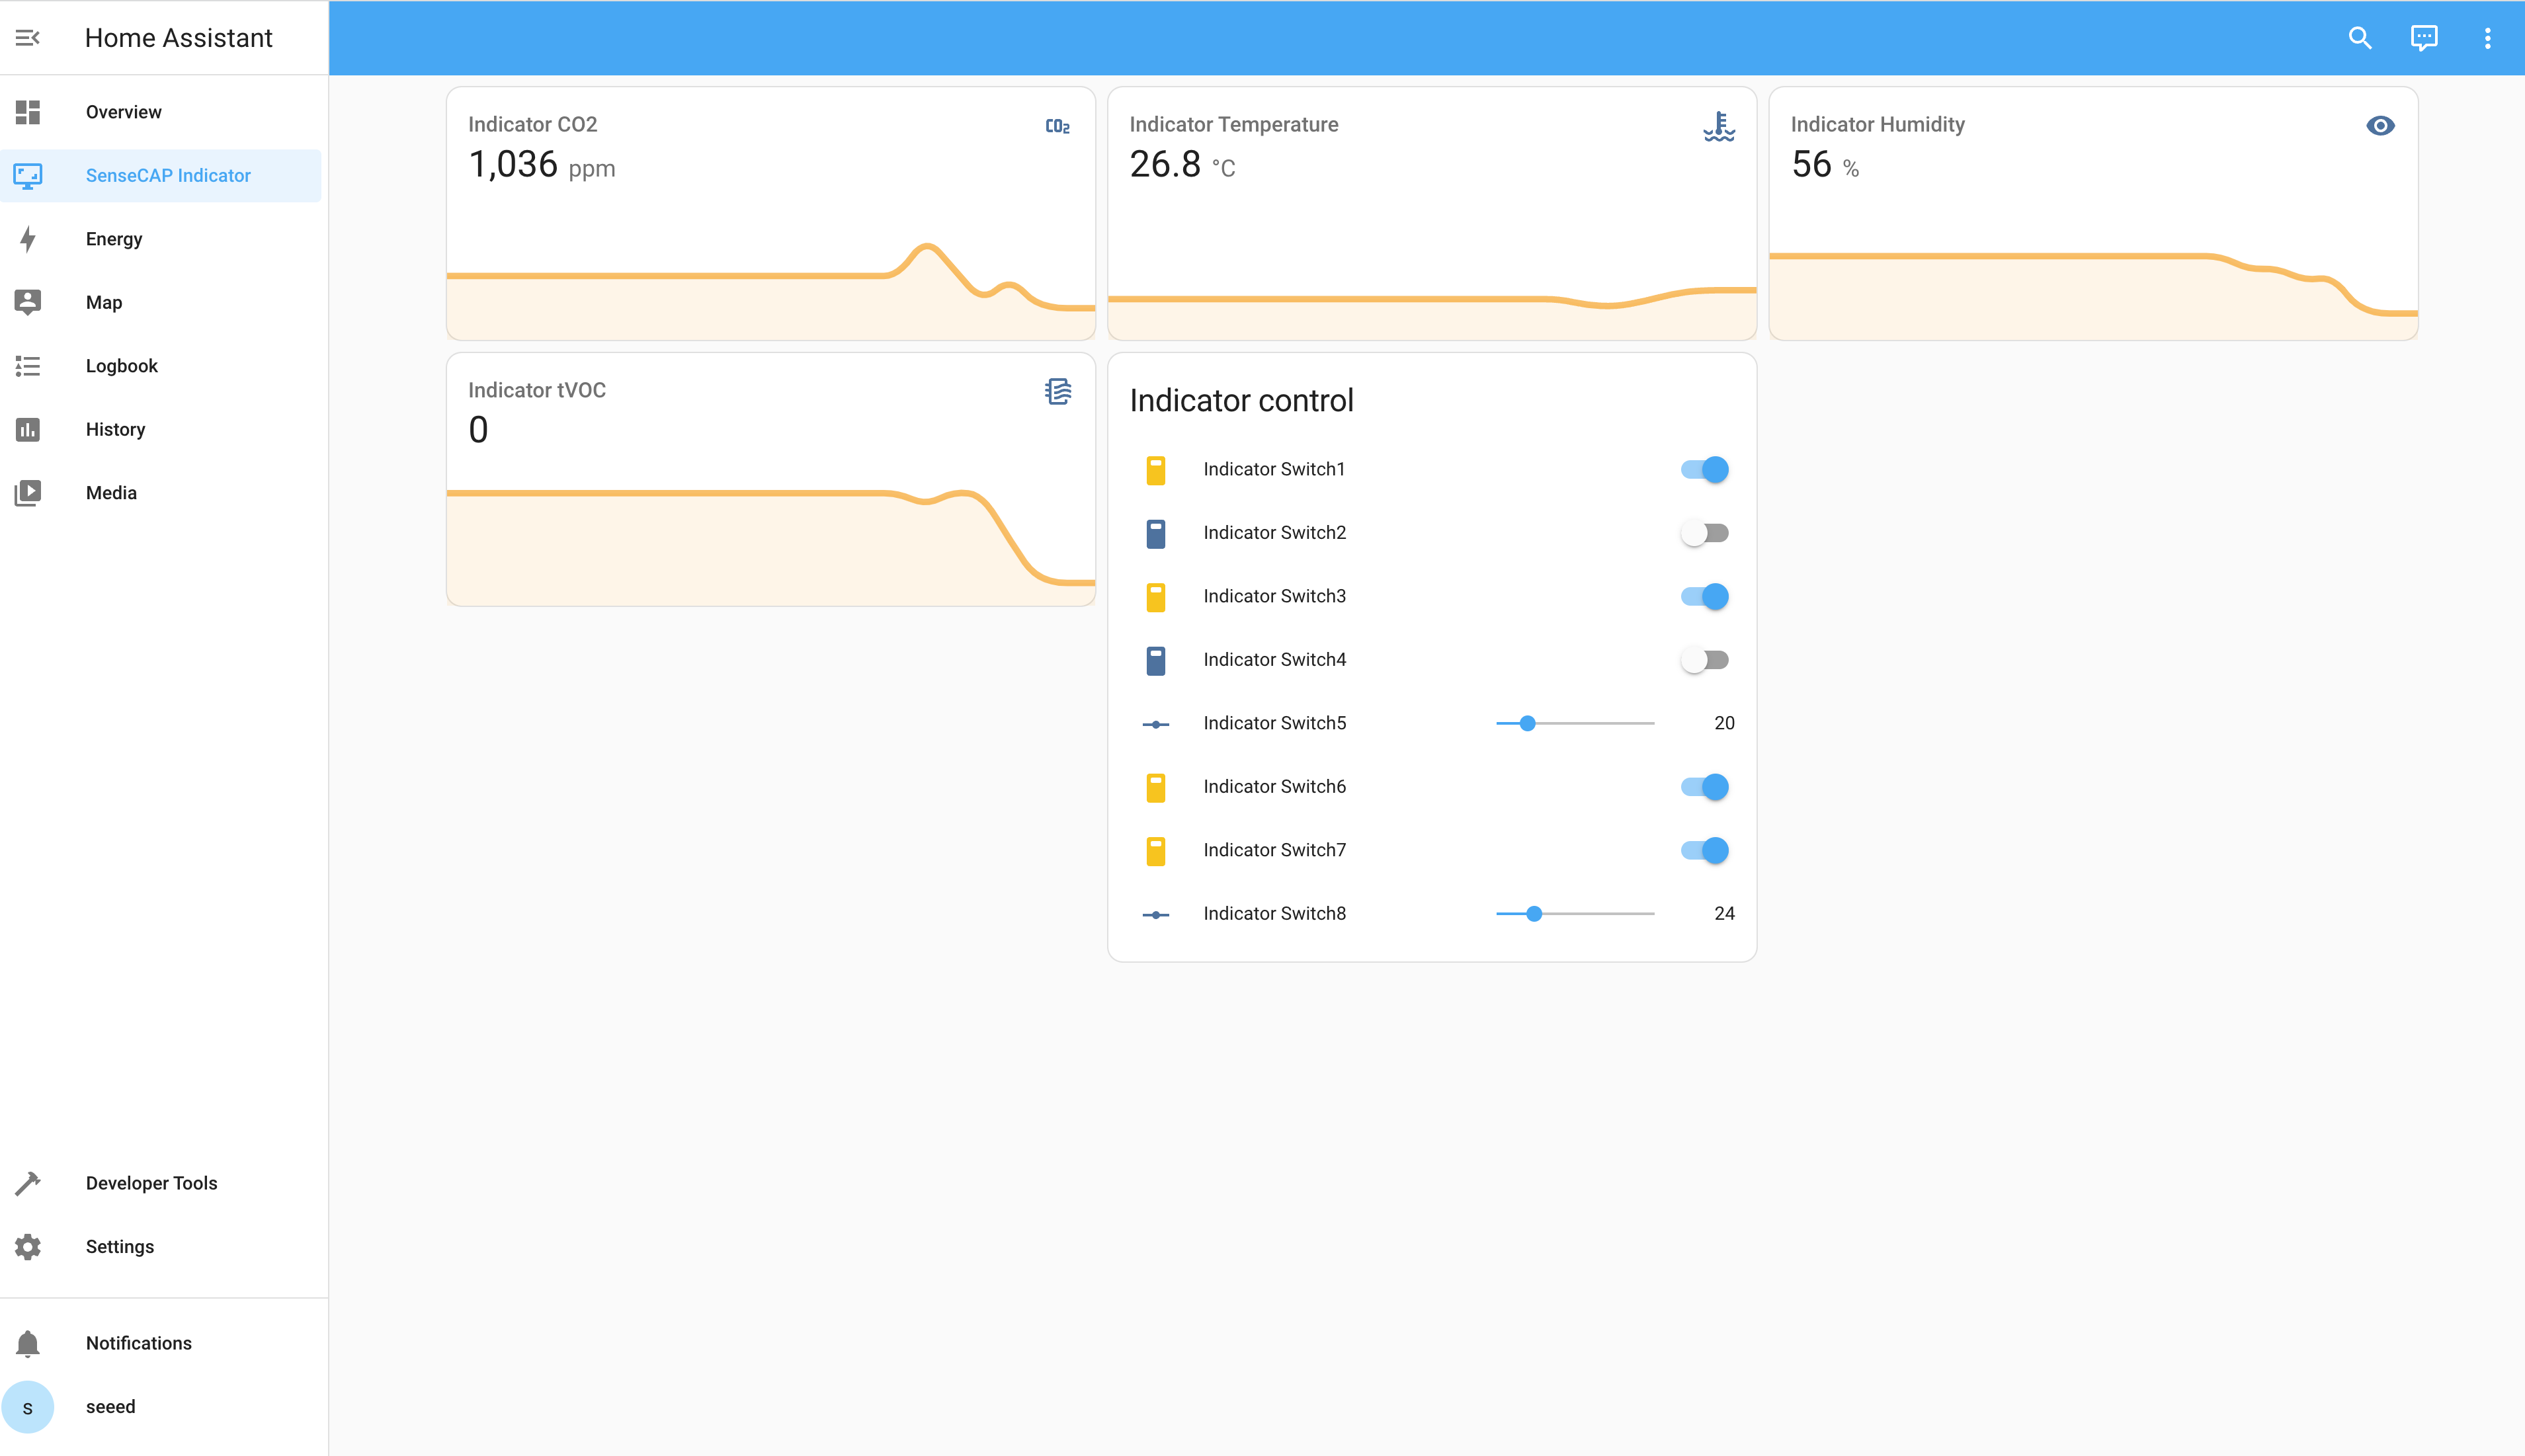 Home Assistant
Overview
SenseCAP Indicator
Energy
Map
Logbook
History
Media
Developer Tools
Settings
Notifications
s
seeed
Indicator CO2
CO2
1,036 ppm
Indicator Temperature
26.8 °C
Indicator Humidity
56 %
Indicator tVOC
0
Indicator control
Indicator Switch1
Indicator Switch2
Indicator Switch3
Indicator Switch4
Indicator Switch5 20
Indicator Switch6
Indicator Switch7
Indicator Switch8 24